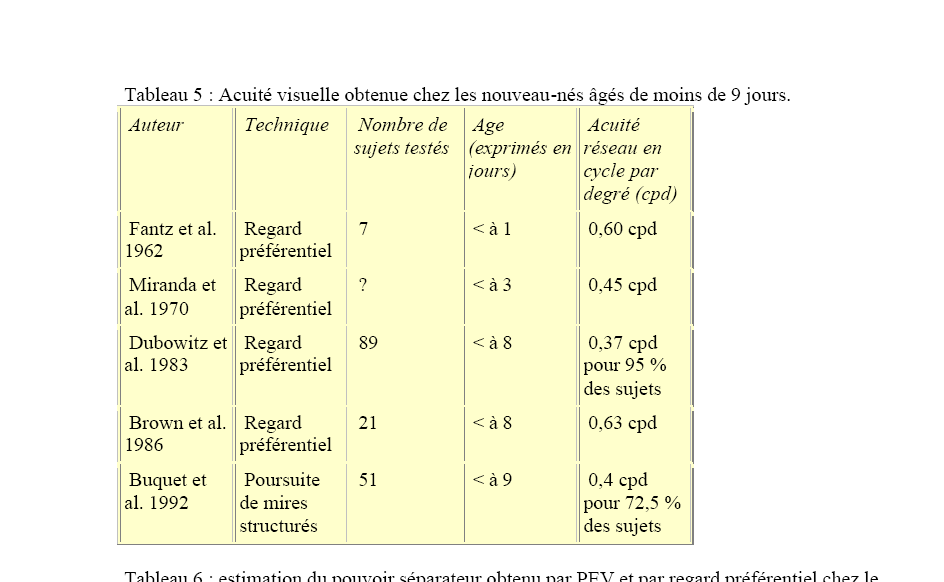 Tableau 5 : Acuité visuelle obtenue chez les nouveau-nés âgés de moins de 9 jours.
Auteur
Technique
Nombre de
sujets testés
Age
(exprimés en
jours)
Acuité
réseau en
cycle par
degré (cpd)
Fantz et al.
1962
Regard
préférentiel
7
< à 1
0,60 cpd
Miranda et
al. 1970
Regard
préférentiel
?
< à 3
0,45 cpd
Dubowitz et
al. 1983
Regard
préférentiel
89
< à 8
0,37 cpd
pour 95 %
des sujets
Brown et al.
1986
Regard
préférentiel
21
< à 8
0,63 cpd
Buquet et
al. 1992
Poursuite
de mires
structurés
51
< à 9
0,4 cpd
pour 72,5 %
des sujets
Tableau 6 : estimation du pouvoir séparateur obtenu par PEV et par regard préférentiel chez le